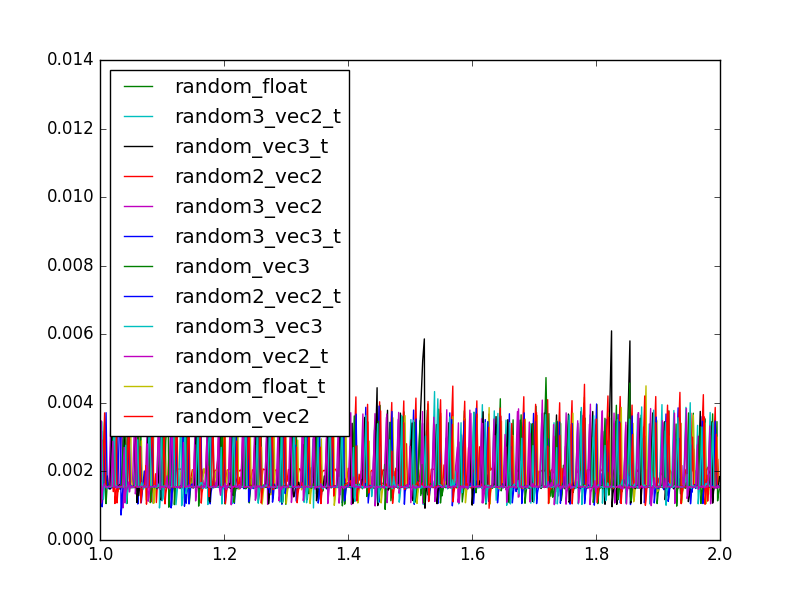 0.014
0.012
0.010
0.008
0.006
0.004
0.002
0.000
random_float
random3_vec2_t
random_vec3_t
random2_vec2
random3_vec2
random3_vec3_t
random_vec3
random2_vec2_t
random3_vec3
random_vec2_t
random_float_t
random_vec2
1.0 1.2 1.4 1.6 1.8 2.0